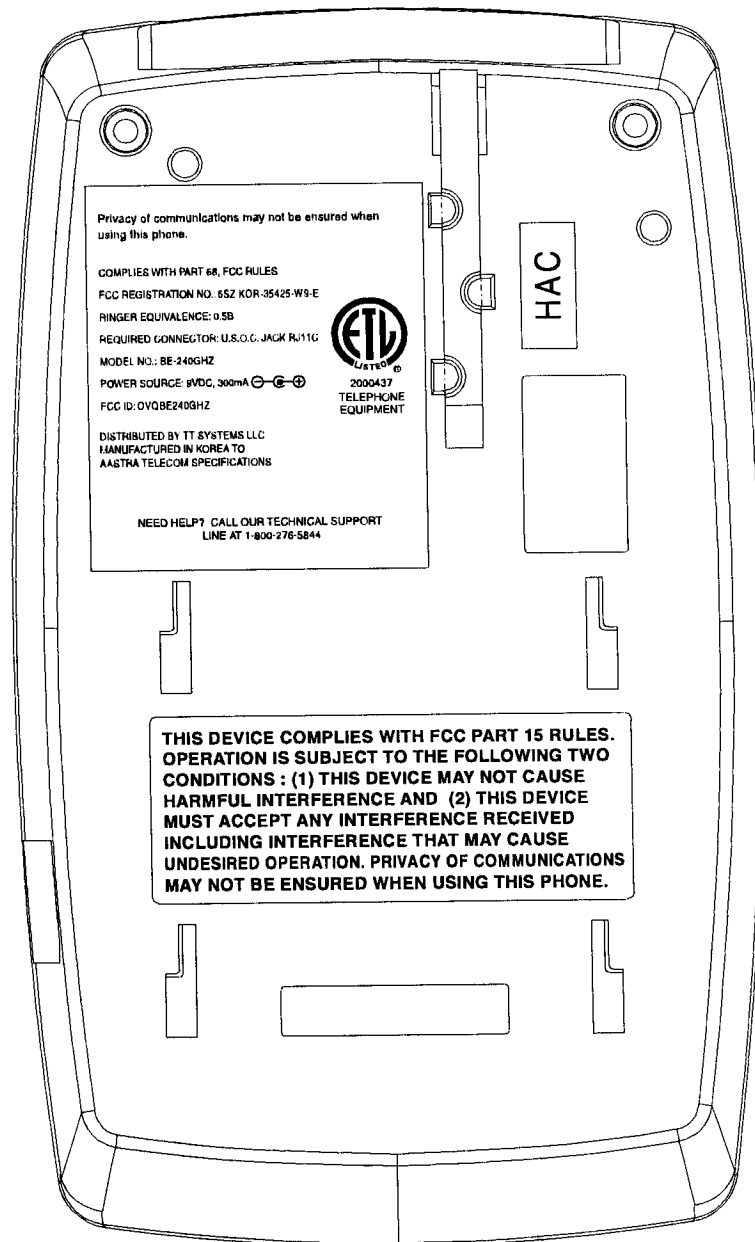 Privacy of communications may not be ensured when
using this phone.
COMPLIES WITH PART 68, FCC RULES
FCC REGISTRATION NO.: 6SZ KOR-35425-W9-E
RINGER EQUIVALENCE: 0.5B
REQUIRED CONNECTOR: U.S.O.C. JACK RJ11C
MODEL NO.: BE-240GHZ
POWER SOURCE: 9VDC, 300mA
FCC ID: OVQBE240GHZ
DISTRIBUTED BY TT SYSTEMS LLC
MANUFACTURED IN KOREA TO
AASTRA TELECOM SPECIFICATIONS
ETL
LISTED
2000437
TELEPHONE
EQUIPMENT
NEED HELP? CALL OUR TECHNICAL SUPPORT
LINE AT 1-800-276-5844
HAC
THIS DEVICE COMPLIES WITH FCC PART 15 RULES.
OPERATION IS SUBJECT TO THE FOLLOWING TWO
CONDITIONS : (1) THIS DEVICE MAY NOT CAUSE
HARMFUL INTERFERENCE AND (2) THIS DEVICE
MUST ACCEPT ANY INTERFERENCE RECEIVED
INCLUDING INTERFERENCE THAT MAY CAUSE
UNDESIRED OPERATION. PRIVACY OF COMMUNICATIONS
MAY NOT BE ENSURED WHEN USING THIS PHONE.